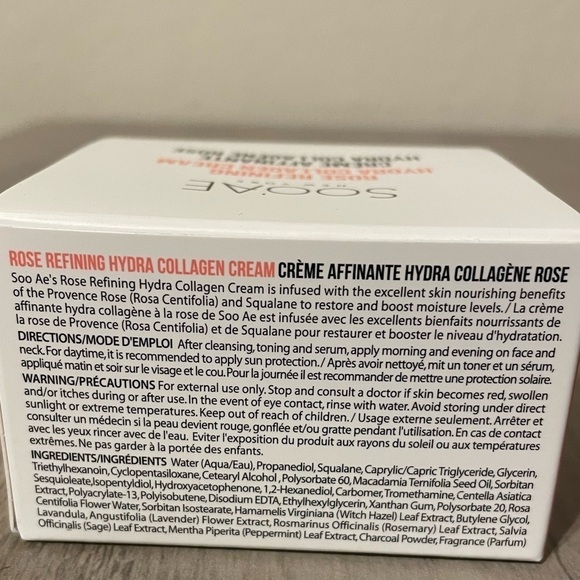 SOO'AE
NEW YORK
ROSE REFINING
HYDRA COLLAGEN CREAM
CRÈME AFFINANTE
HYDRA COLLAGÈNE ROSE
ROSE REFINING HYDRA COLLAGEN CREAM CRÈME AFFINANTE HYDRA COLLAGÈNE ROSE
Soo Ae's Rose Refining Hydra Collagen Cream is infused with the excellent skin nourishing benefits
of the Provence Rose (Rosa Centifolia) and Squalane to restore and boost moisture levels. / La crème
affinante hydra collagène à la rose de Soo Ae est infusée avec les excellents bienfaits nourrissants de
la rose de Provence (Rosa Centifolia) et de Squalane pour restaurer et booster le niveau d'hydratation.
DIRECTIONS/MODE D'EMPLOI After cleansing, toning and serum, apply morning and evening on face and
neck. For daytime, it is recommended to apply sun protection. / Après avoir nettoyé, mit un toner et un sérum,
appliqué matin et soir sur le visage et le cou. Pour la journée il est recommander de mettre une protection solaire.
WARNING/PRÉCAUTIONS For external use only. Stop and consult a doctor if skin becomes red, swollen
and/or itches during or after use. In the event of eye contact, rinse with water. Avoid storing under direct
sunlight or extreme temperatures. Keep out of reach of children. / Usage externe seulement. Arrêter et
consulter un médecin si la peau devient rouge, gonflée et/ou gratte pendant l'utilisation. En cas de contact
avec les yeux rincer avec de l'eau. Eviter l'exposition du produit aux rayons du soleil ou aux températures
extrêmes. Ne pas garder à la portée des enfants.
INGREDIENTS/INGRÉDIENTS Water (Aqua/Eau), Propanediol, Squalane, Caprylic/Capric Triglyceride, Glycerin,
Triethylhexanoin, Cyclopentasiloxane, Cetearyl Alcohol , Polysorbate 60, Macadamia Ternifolia Seed Oil, Sorbitan
Sesquioleate, Isopentyldiol, Hydroxyacetophenone, 1,2-Hexanediol, Carbomer, Tromethamine, Centella Asiatica
Extract, Polyacrylate-13, Polyisobutene, Disodium EDTA, Ethylhexylglycerin, Xanthan Gum, Polysorbate 20, Rosa
Centifolia Flower Water, Sorbitan Isostearate, Hamamelis Virginiana (Witch Hazel) Leaf Extract, Butylene Glycol,
Lavandula, Angustifolia (Lavender) Flower Extract, Rosmarinus Officinalis (Rosemary) Leaf Extract, Salvia
Officinalis (Sage) Leaf Extract, Mentha Piperita (Peppermint) Leaf Extract, Charcoal Powder, Fragrance (Parfum)